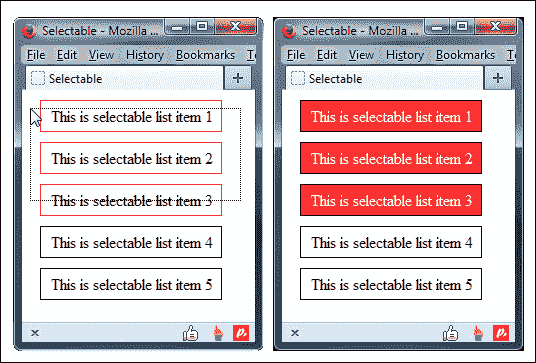 Selectable - Mozilla ...
File Edit View History Bookmarks
Selectable
This is selectable list item 1
This is selectable list item 2
This is selectable list item 3
This is selectable list item 4
This is selectable list item 5
Selectable - Mozilla ...
File Edit View History Bookmarks
Selectable
This is selectable list item 1
This is selectable list item 2
This is selectable list item 3
This is selectable list item 4
This is selectable list item 5